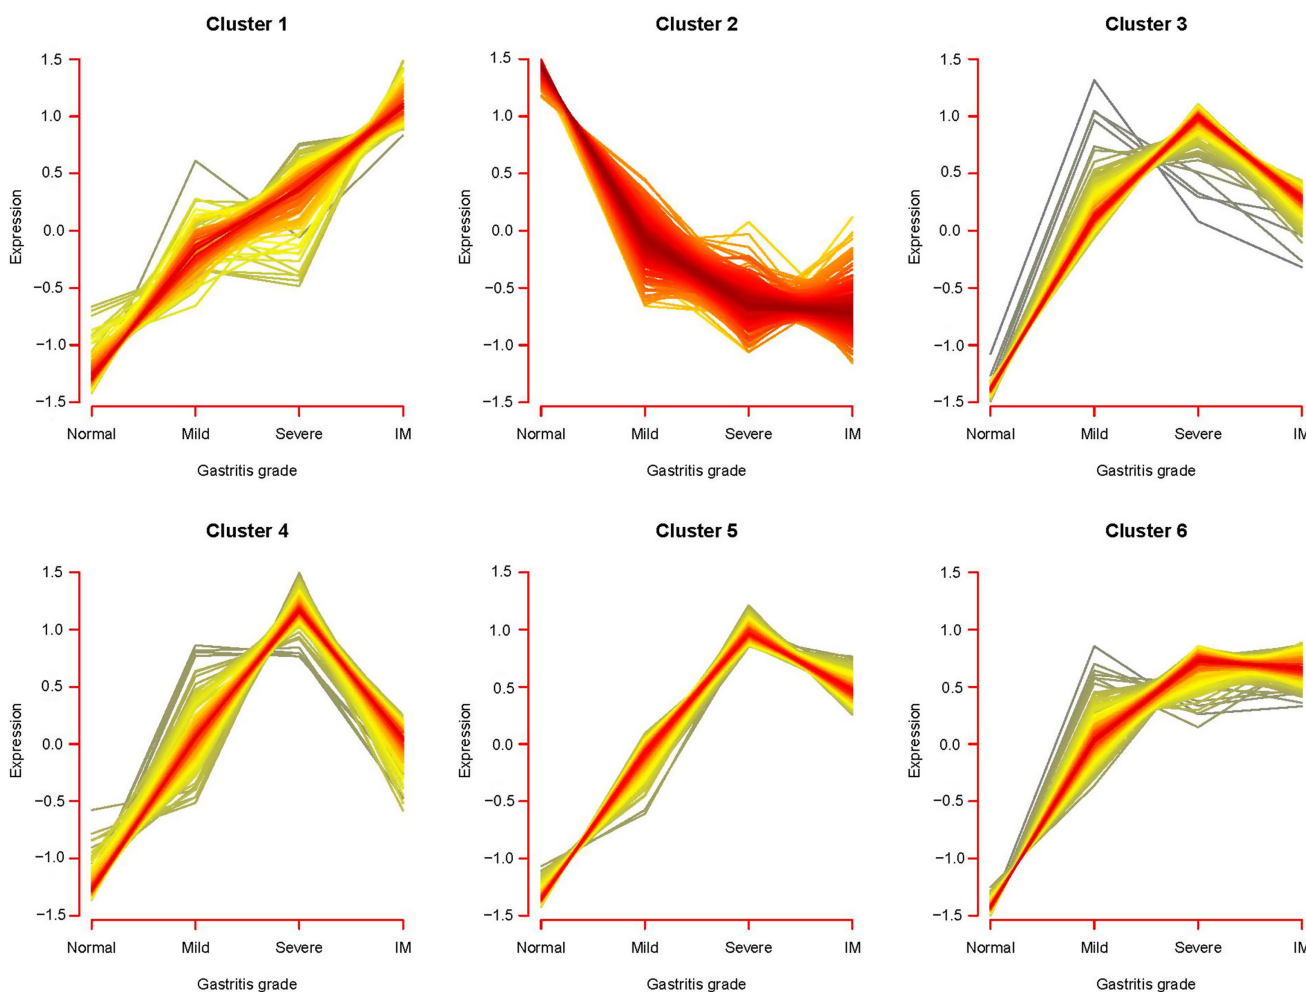 Cluster 1
Cluster 2
Cluster 3
1.5
1.0
0.5
0.0
−0.5
−1.0
−1.5
Expression
Normal Mild Severe IM
Gastritis grade
1.5
1.0
0.5
0.0
−0.5
−1.0
−1.5
Expression
Normal Mild Severe IM
Gastritis grade
1.5
1.0
0.5
0.0
−0.5
−1.0
−1.5
Expression
Normal Mild Severe IM
Gastritis grade
Cluster 4
Cluster 5
Cluster 6
1.5
1.0
0.5
0.0
−0.5
−1.0
−1.5
Expression
Normal Mild Severe IM
Gastritis grade
1.5
1.0
0.5
0.0
−0.5
−1.0
−1.5
Expression
Normal Mild Severe IM
Gastritis grade
1.5
1.0
0.5
0.0
−0.5
−1.0
−1.5
Expression
Normal Mild Severe IM
Gastritis grade